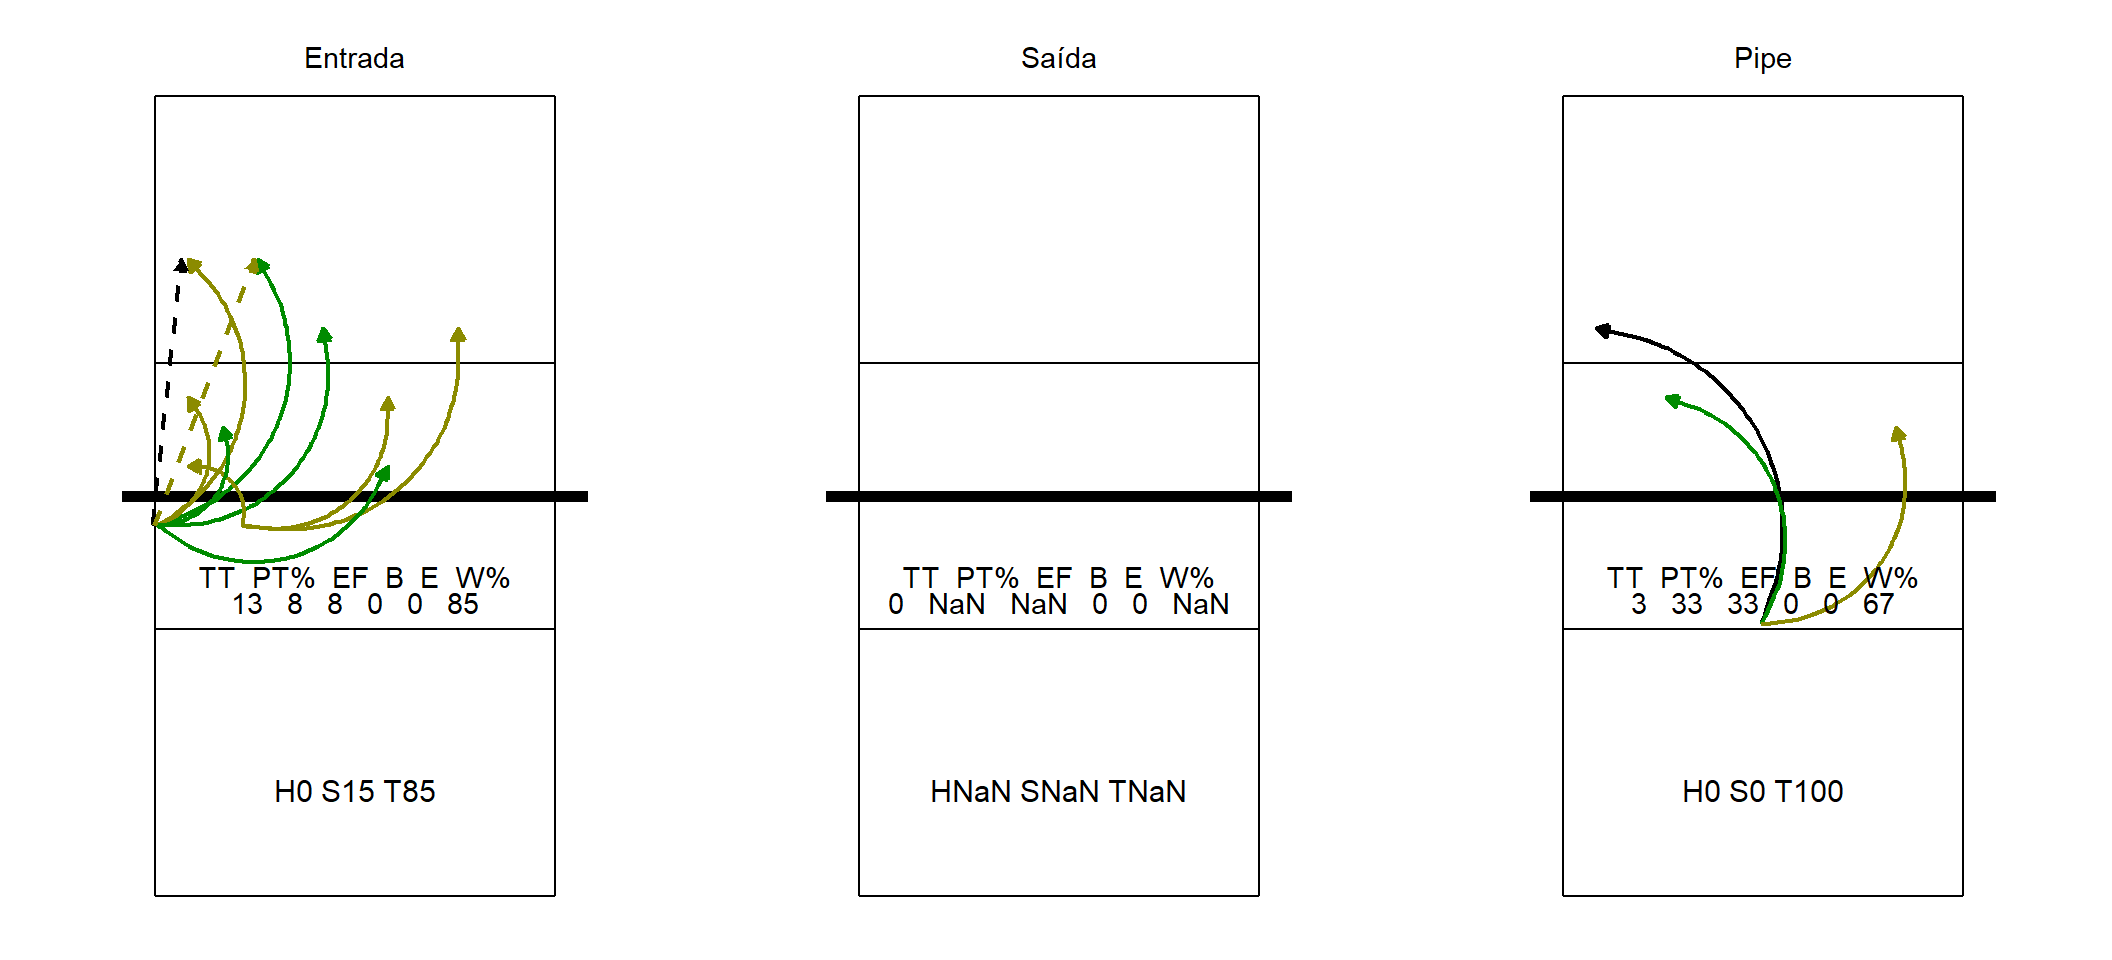 Entrada
TT PT% EF B E W%
13 8 8 0 0 85
H0 S15 T85
Saída
TT PT% EF B E W%
0 NaN NaN 0 0 NaN
HNaN SNaN TNaN
Pipe
TT PT% EF B E W%
3 33 33 0 0 67
H0 S0 T100